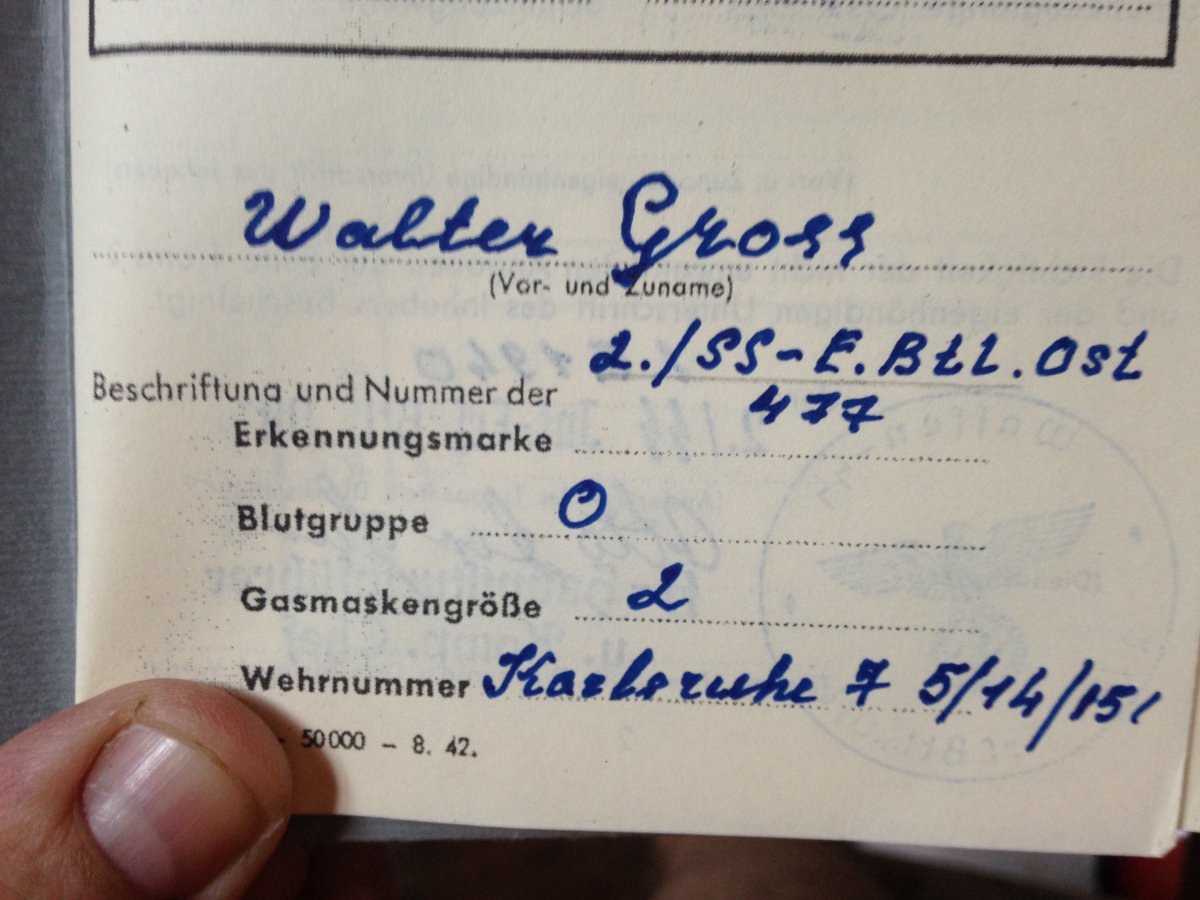 Walter Gross
(Vor- und Zuname)
2./SS-E.Btl.Ost
Beschriftung und Nummer der
477
Erkennungsmarke
Blutgruppe O
Gasmaskengröße 2
Wehrnummer Karlsruhe 7 5/14/151
50000 – 8. 42.